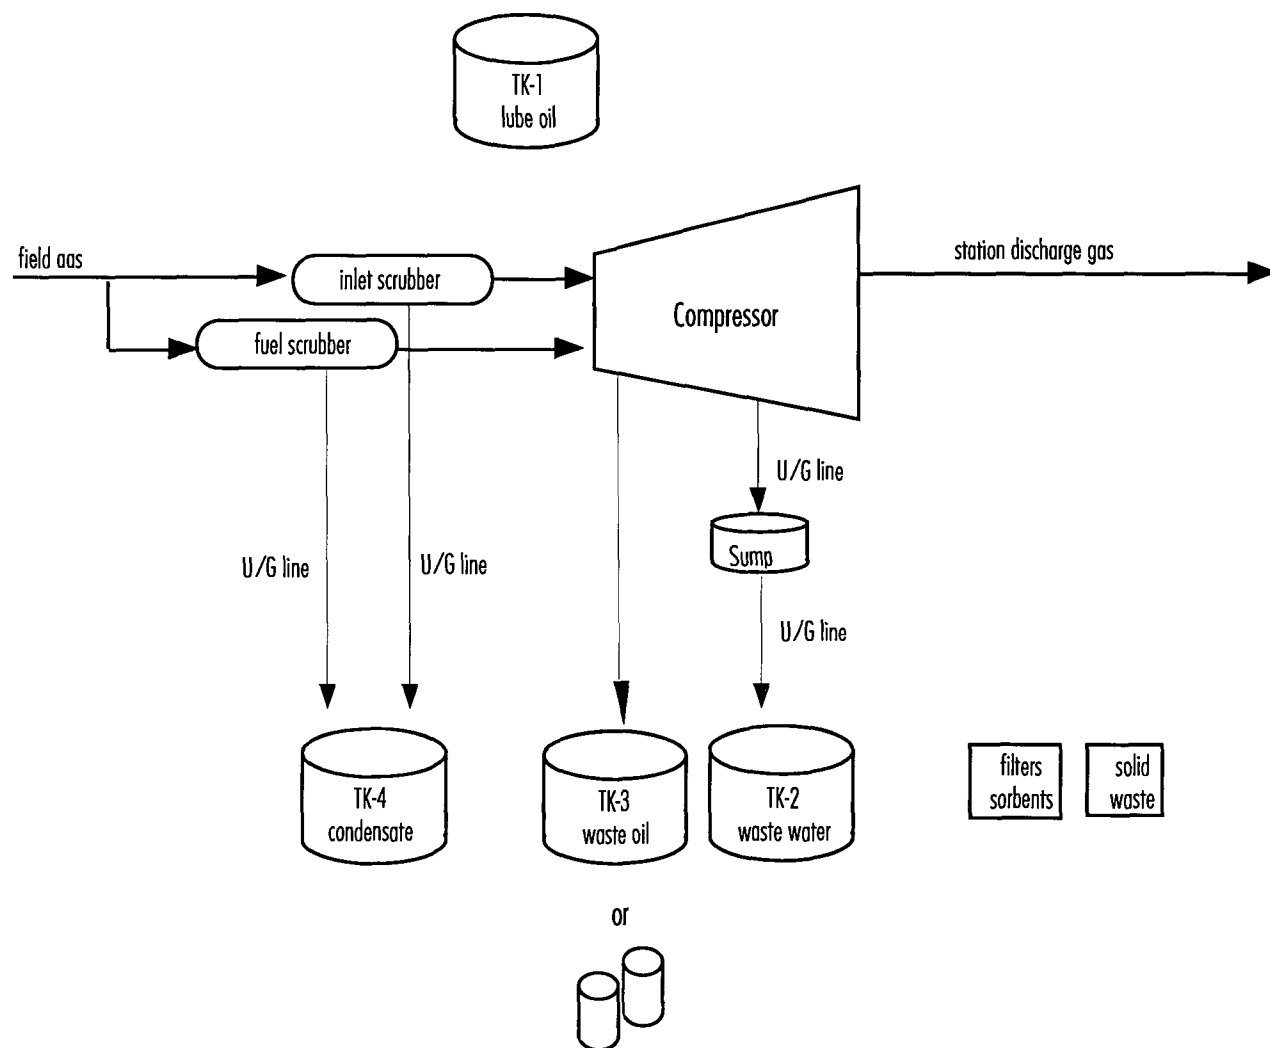 TK-1
lube oil
field aas
inlet scrubber
station discharge gas
Compressor
fuel scrubber
U/G line
U/G line
U/G line
Sump
U/G line
TK-4
condensate
TK-3
waste oil
TK-2
waste water
filters
sorbents
solid
waste
or